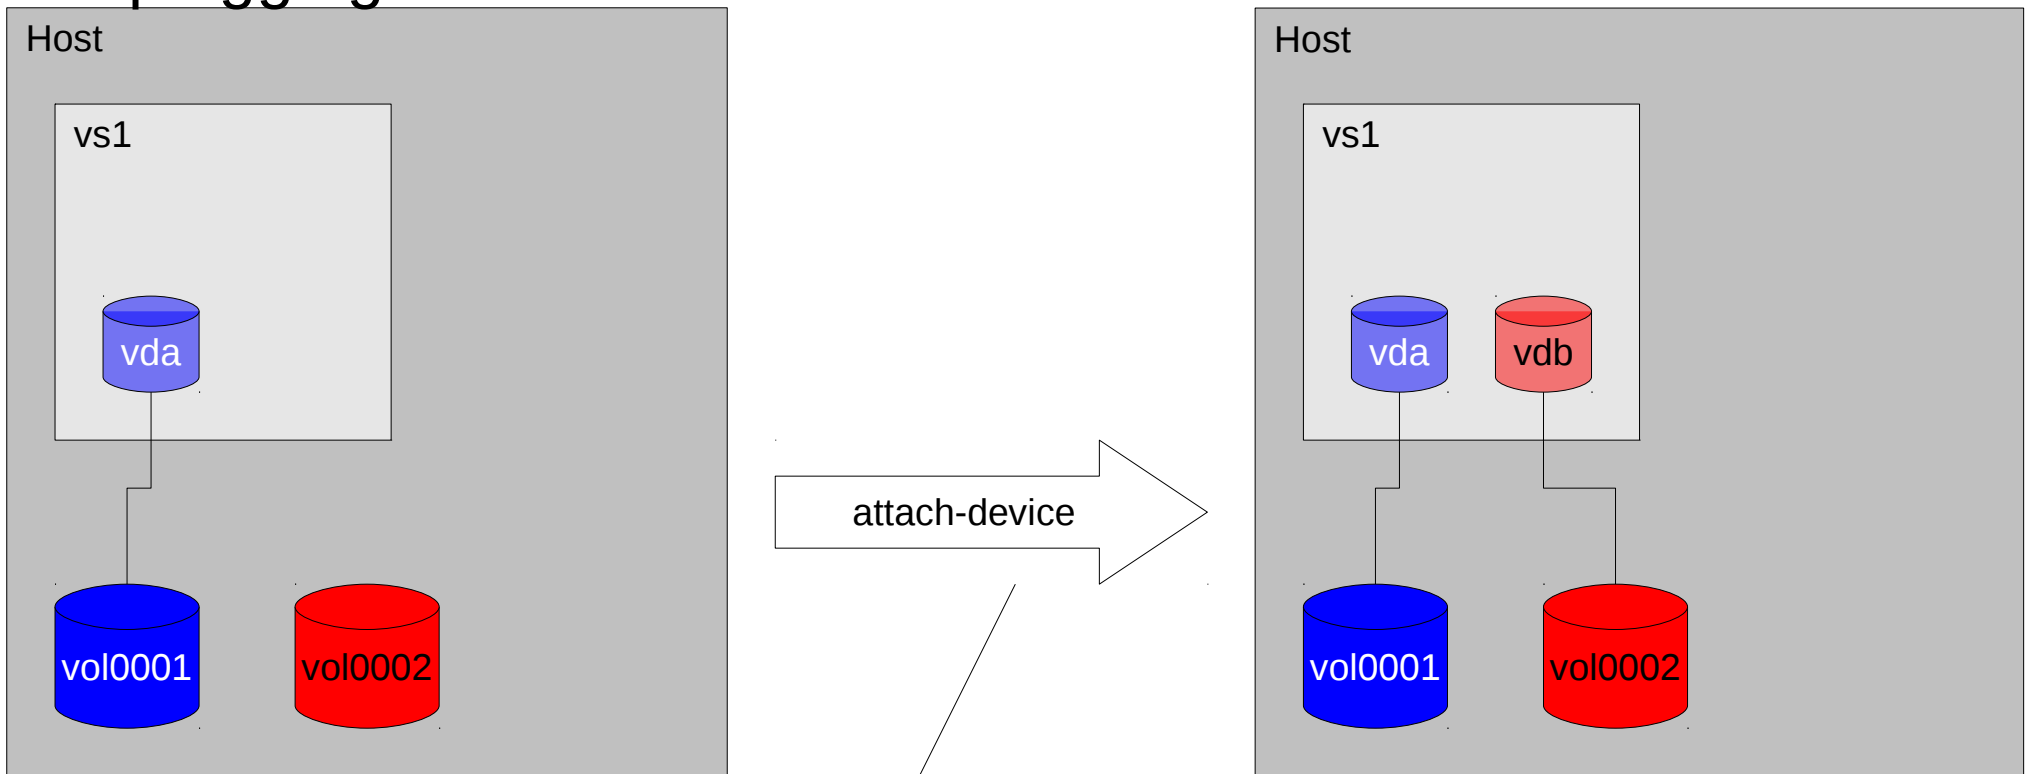 Host
vs1
vda
vol0001
vol0002
attach-device
Host
vs1
vda
vdb
vol0001
vol0002